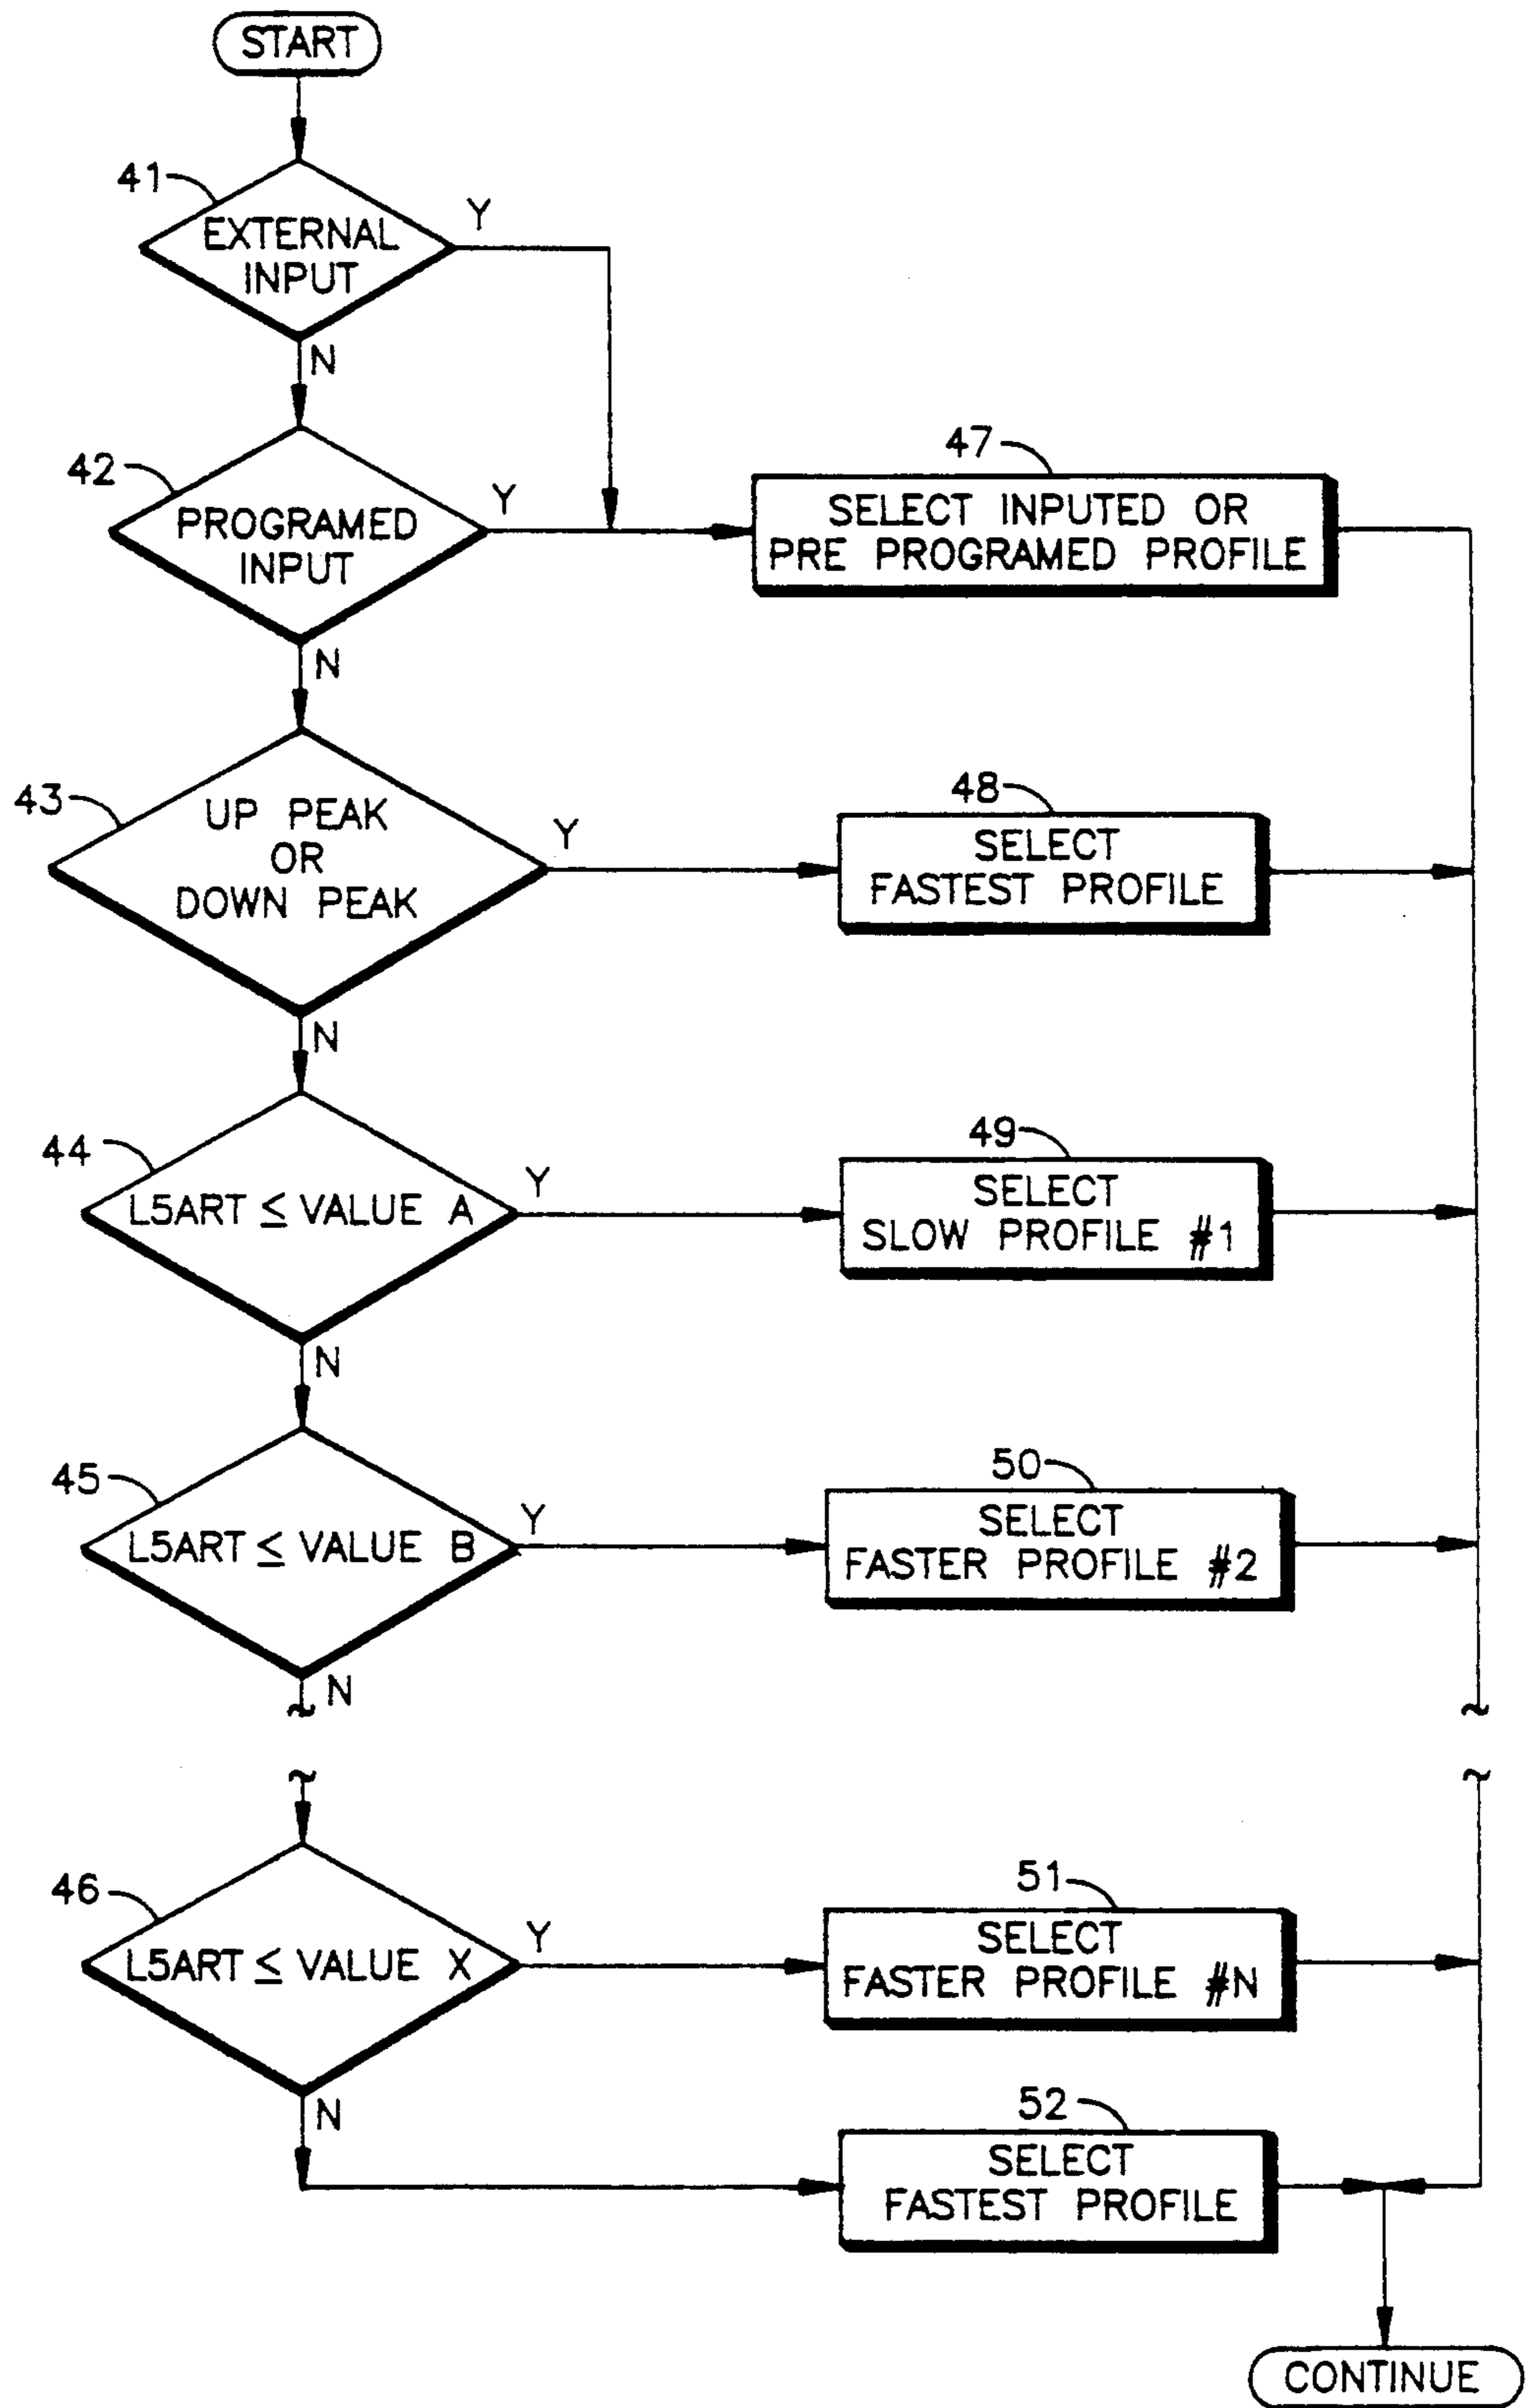 START
41
EXTERNAL
INPUT
Y
N
42
PROGRAMED
INPUT
Y
47
SELECT INPUTED OR
PRE PROGRAMED PROFILE
N
43
UP PEAK
OR
DOWN PEAK
Y
48
SELECT
FASTEST PROFILE
N
44
L5ART ≤ VALUE A
Y
49
SELECT
SLOW PROFILE #1
N
45
L5ART ≤ VALUE B
Y
50
SELECT
FASTER PROFILE #2
N
46
L5ART ≤ VALUE X
Y
51
SELECT
FASTER PROFILE #N
N
52
SELECT
FASTEST PROFILE
CONTINUE